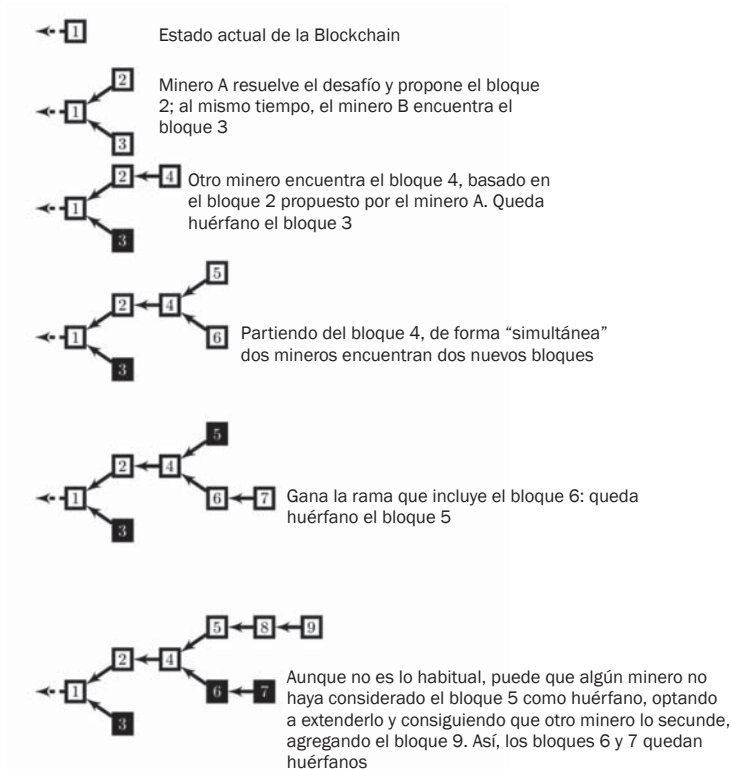 1
Estado actual de la Blockchain
2
1
3
Minero A resuelve el desafío y propone el bloque
2; al mismo tiempo, el minero B encuentra el
bloque 3
2 4
1
3
Otro minero encuentra el bloque 4, basado en
el bloque 2 propuesto por el minero A. Queda
huérfano el bloque 3
5
2 4
1 6
3
Partiendo del bloque 4, de forma “simultánea”
dos mineros encuentran dos nuevos bloques
5
2 4
1 6 7
3
Gana la rama que incluye el bloque 6: queda
huérfano el bloque 5
5 8 9
2 4
1 6 7
3
Aunque no es lo habitual, puede que algún minero no
haya considerado el bloque 5 como huérfano, optando
a extenderlo y consiguiendo que otro minero lo secunde,
agregando el bloque 9. Así, los bloques 6 y 7 quedan
huérfanos